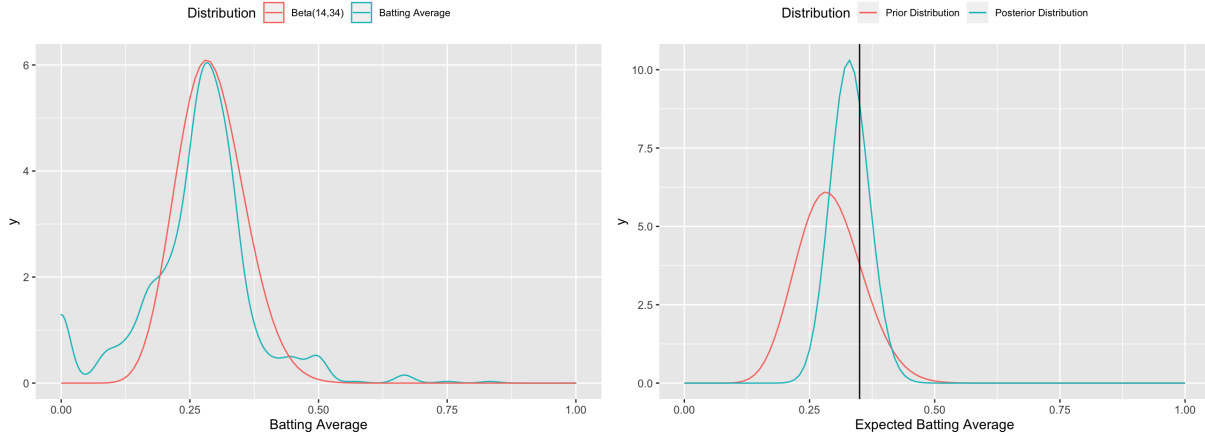 Distribution Beta(14,34) Batting Average
6
4
2
0
y
0.00 0.25 0.50 0.75 1.00
Batting Average
Distribution Prior Distribution Posterior Distribution
10.0
7.5
5.0
2.5
0.0
y
0.00 0.25 0.50 0.75 1.00
Expected Batting Average